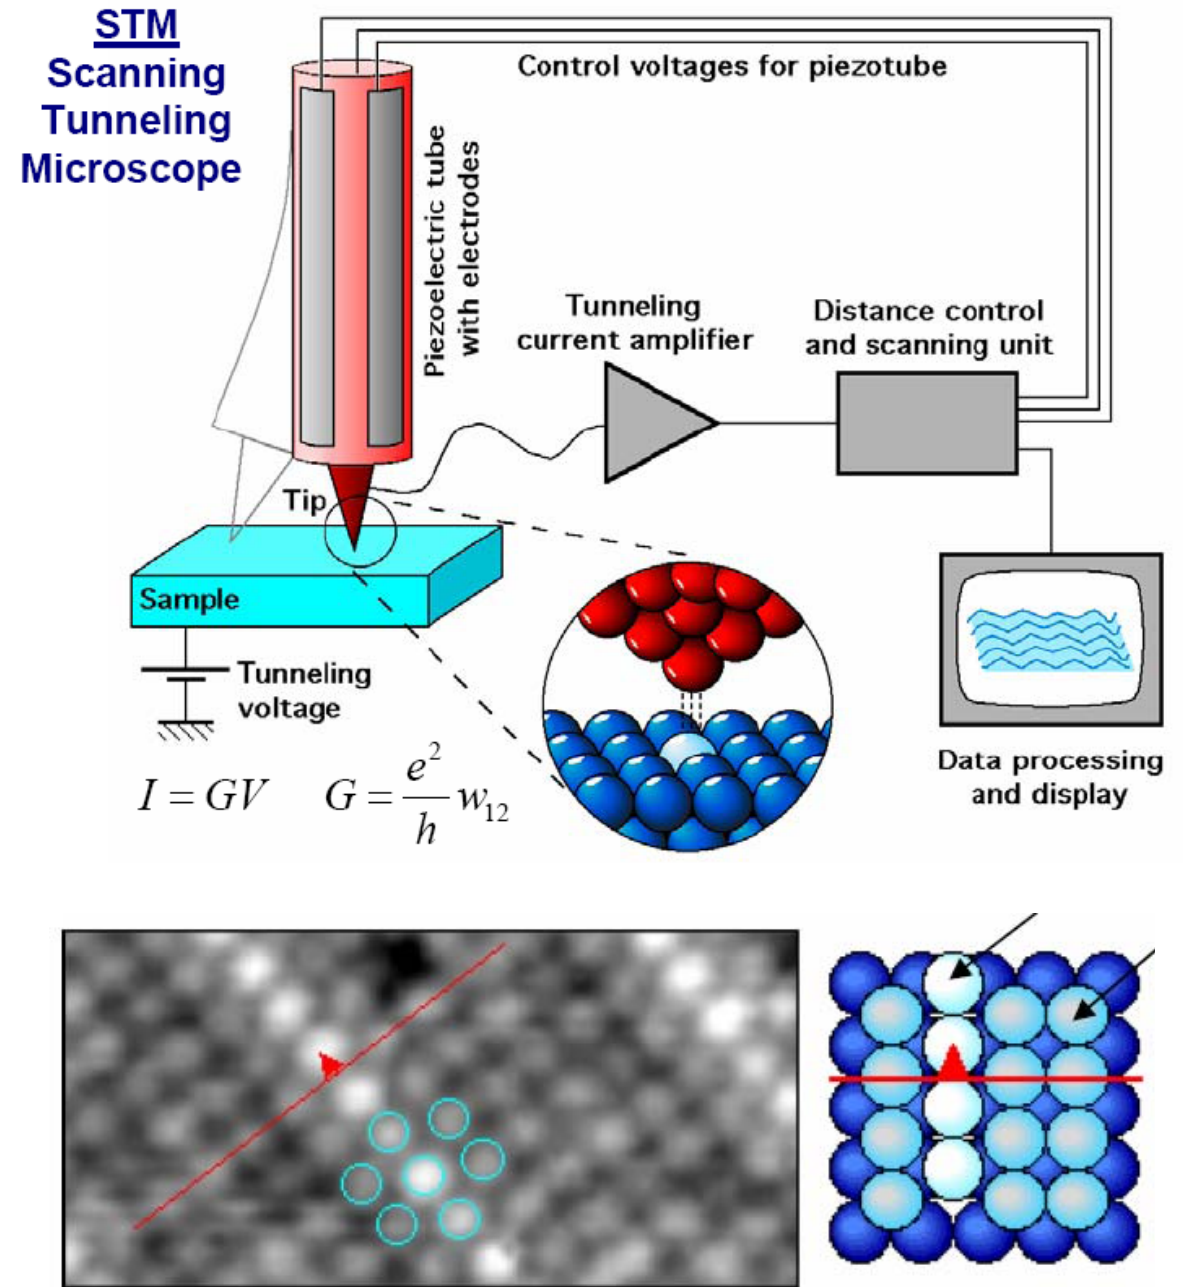 STM
Scanning
Tunneling
Microscope
Control voltages for piezotube
Piezoelectric tube
with electrodes
Tunneling
current amplifier
Distance control
and scanning unit
Tip
Sample
Tunneling
voltage
I = GV G = e²/h w₁₂
Data processing
and display